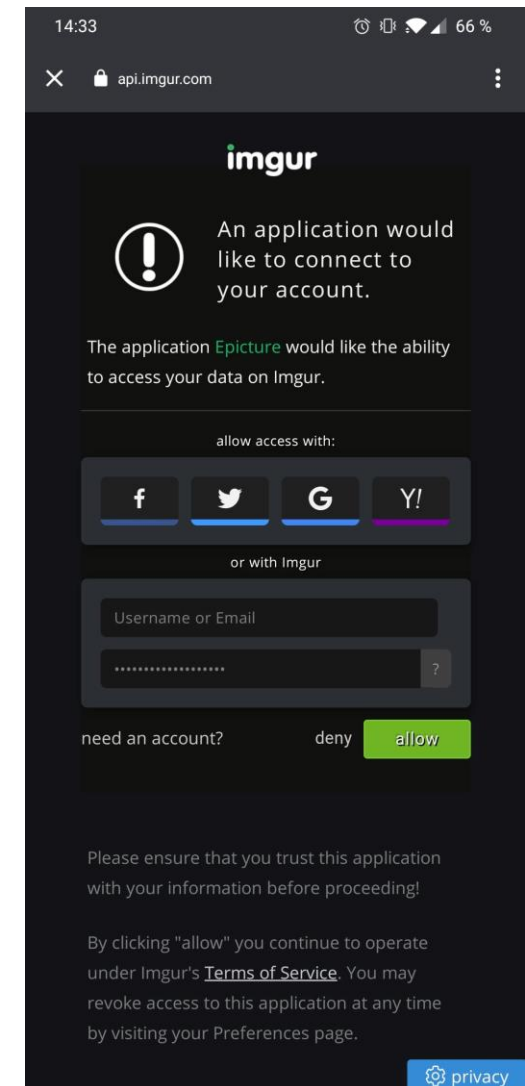 14:33 66 %
api.imgur.com
imgur
An application would
like to connect to
your account.
The application Epicture would like the ability
to access your data on Imgur.
allow access with:
f G Y!
or with Imgur
Username or Email
••••••••••••••••••• ?
need an account? deny allow
Please ensure that you trust this application
with your information before proceeding!
By clicking "allow" you continue to operate
under Imgur's Terms of Service. You may
revoke access to this application at any time
by visiting your Preferences page.
privacy